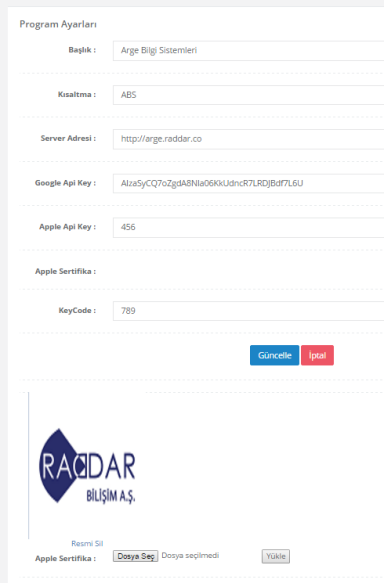 Program Ayarları
Başlık : Arge Bilgi Sistemleri
Kısaltma : ABS
Server Adresi : http://arge.raddar.co
Google Api Key : AIzaSyCQ7oZgdA8Nla06KkUdncR7LRDJBdf7L6U
Apple Api Key : 456
Apple Sertifika :
KeyCode : 789
Güncelle İptal
RADDAR
BİLİŞİM A.Ş.
Resmi Sil
Apple Sertifika : Dosya Seç Dosya seçilmedi Yükle